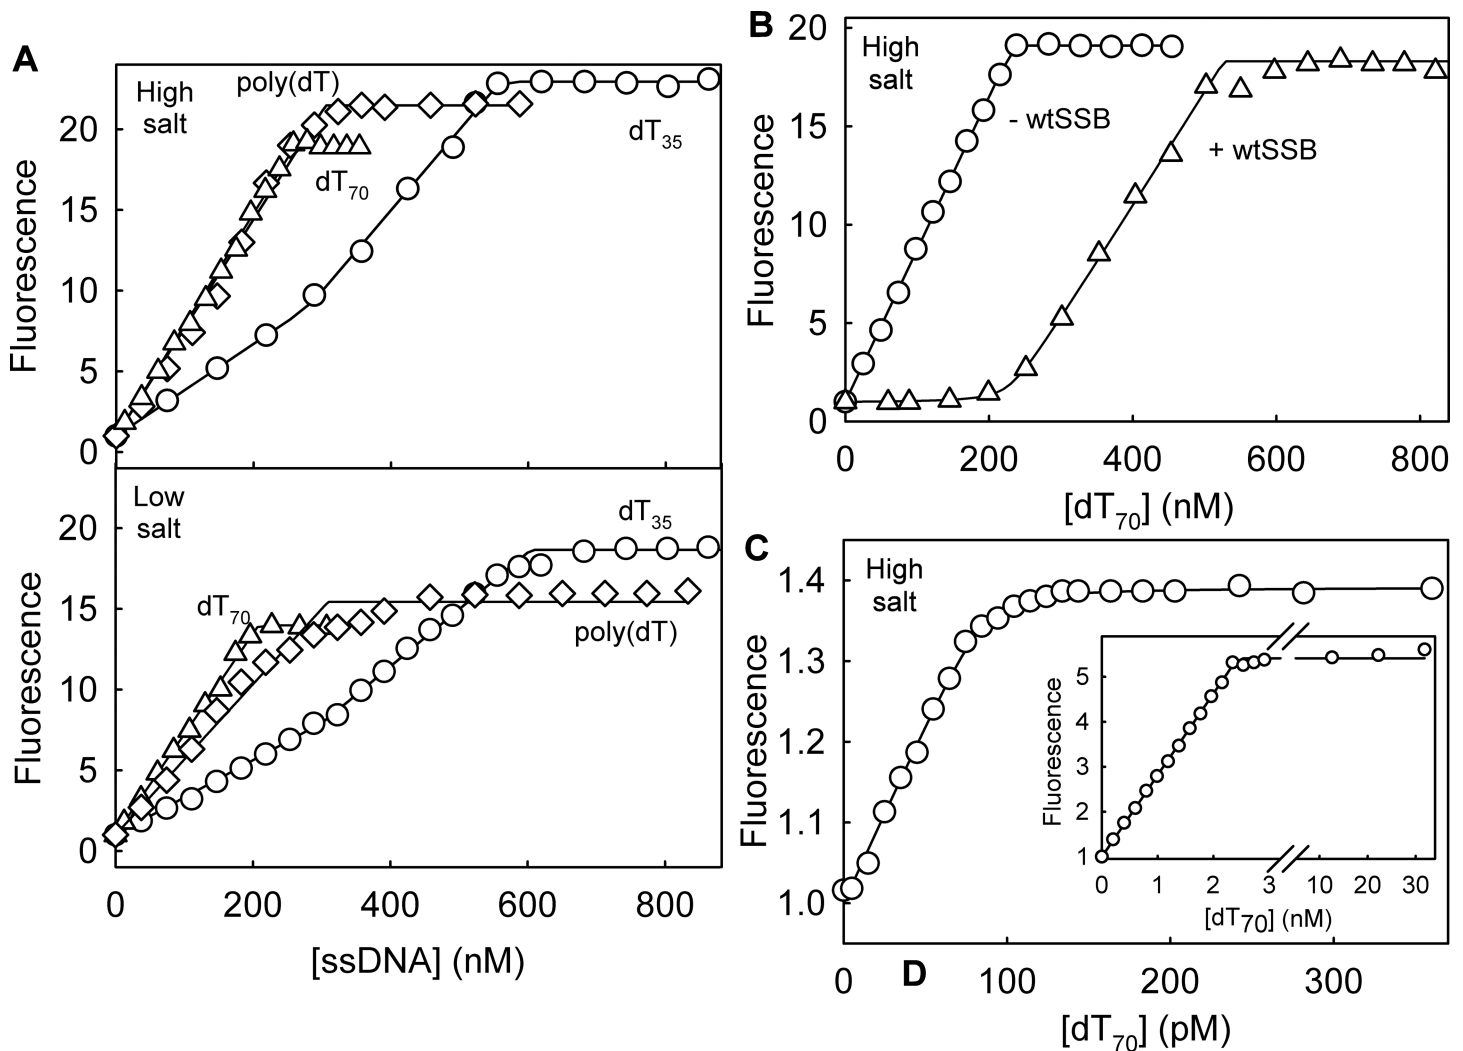 A
High
salt
poly(dT)
dT70
dT35
20
15
10
5
0
Fluorescence
Low
salt
dT35
dT70
poly(dT)
20
15
10
5
0
Fluorescence
0 200 400 600 800
[ssDNA] (nM)
B
High
salt
- wtSSB
+ wtSSB
20
15
10
5
0
Fluorescence
0 200 400 600 800
[dT70] (nM)
C
High
salt
1.4
1.3
1.2
1.1
1.0
Fluorescence
5
4
3
2
1
Fluorescence
0 1 2 3 10 20 30
[dT70] (nM)
0 100 200 300
D
[dT70] (pM)